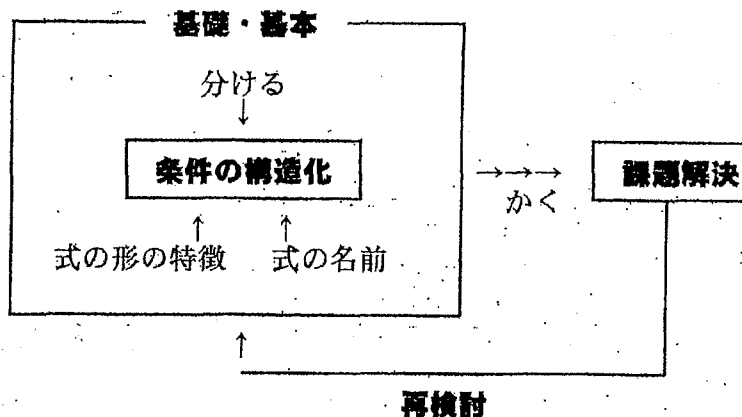 基礎・基本
分ける
↓
条件の構造化
→→→
かく
課題解決
↑ ↑
式の形の特徴 式の名前
↑
再検討